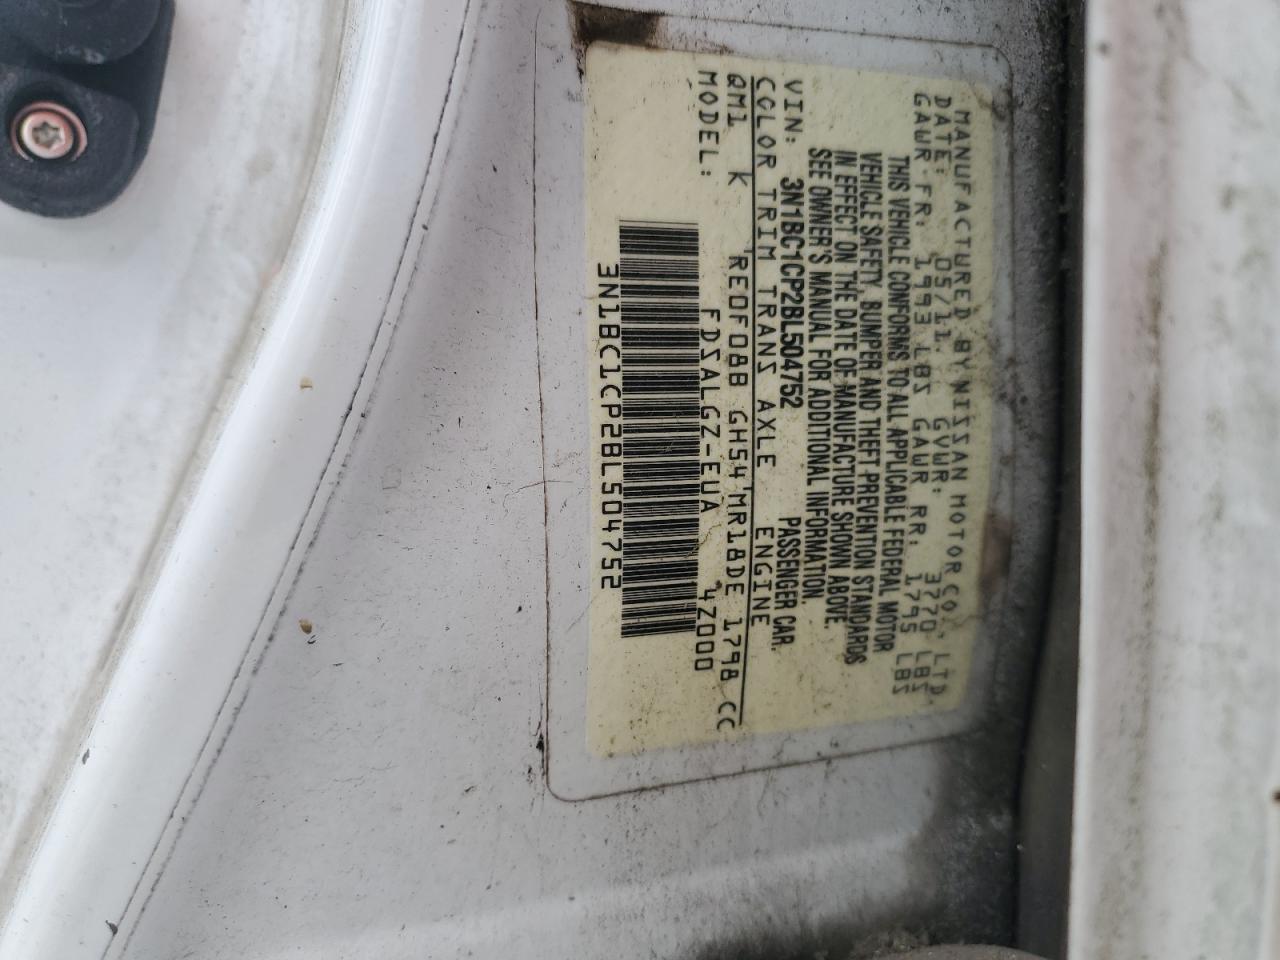 MANUFACTURED BY NISSAN MOTOR CO., LTD.
DATE: 05/11 GVWR: 3770 LBS
GAWR FR: 1993 LBS GAWR RR: 1795 LBS
THIS VEHICLE CONFORMS TO ALL APPLICABLE FEDERAL MOTOR
VEHICLE SAFETY, BUMPER AND THEFT PREVENTION STANDARDS
IN EFFECT ON THE DATE OF MANUFACTURE SHOWN ABOVE.
SEE OWNER'S MANUAL FOR ADDITIONAL INFORMATION.
VIN: 3N1BC1CP2BL504752 PASSENGER CAR.
COLOR TRIM TRANS AXLE ENGINE
QM1 K RE0F08B GH54 MR18DE 1798 CC
MODEL: FDSALGZ-EUA 4Z000
3N1BC1CP2BL504752